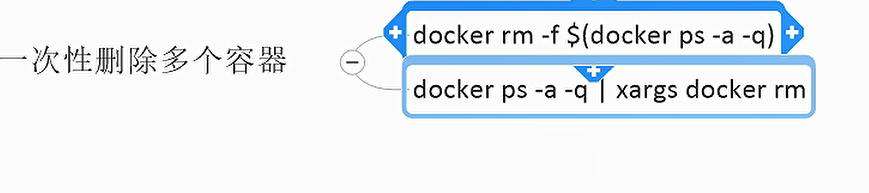 一次性删除多个容器
docker rm -f $(docker ps -a -q)
docker ps -a -q | xargs docker rm